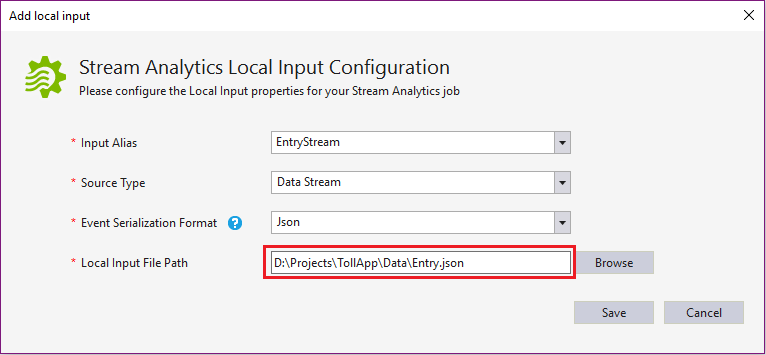 Add local input
Stream Analytics Local Input Configuration
Please configure the Local Input properties for your Stream Analytics job
* Input Alias EntryStream
* Source Type Data Stream
* Event Serialization Format ? Json
* Local Input File Path D:\Projects\TollApp\Data\Entry.json Browse
Save Cancel